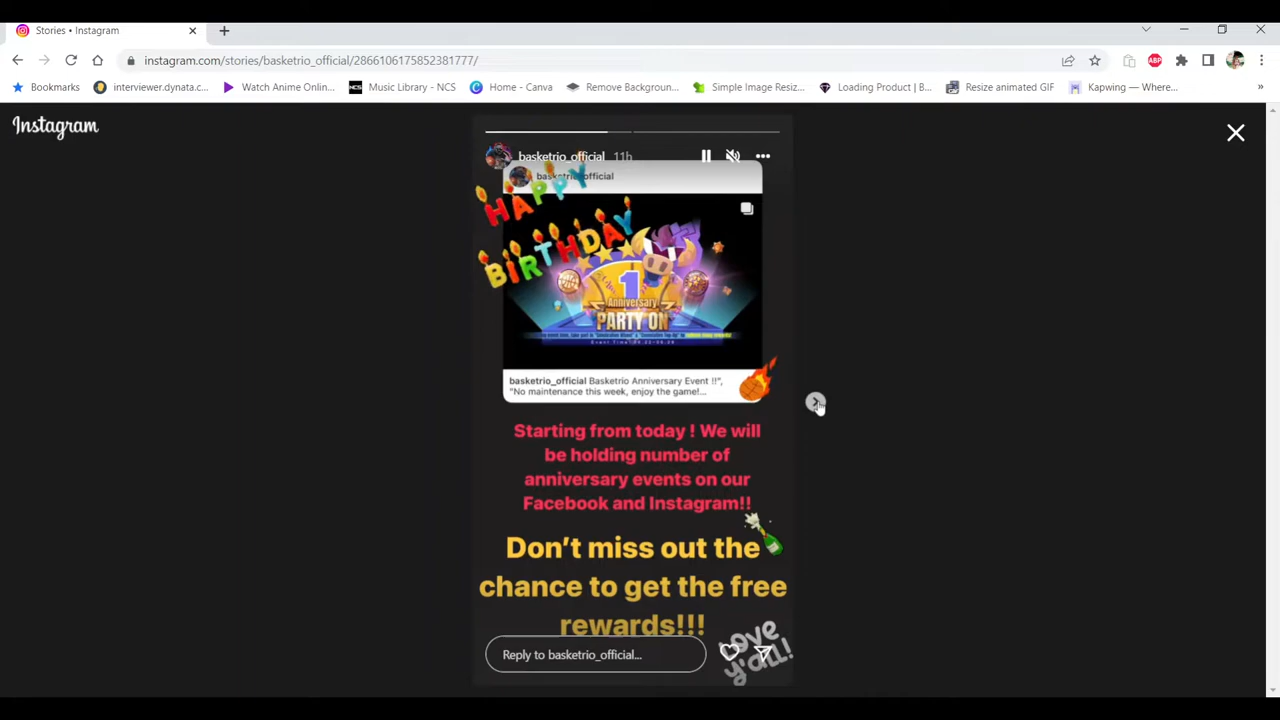 Stories • Instagram
instagram.com/stories/basketrio_official/2866106175852381777/
Bookmarks
interviewer.dynata.c...
Watch Anime Online...
Music Library - NCS
Home - Canva
Remove Backgroun...
Simple Image Resiz...
Loading Product | B...
Resize animated GIF
Kapwing — Where...
Instagram
basketrio_official 11h
basketrio_official
HAPPY
BIRTHDAY
1
Anniversary
PARTY ON
basketrio_official Basketrio Anniversary Event !!",
"No maintenance this week, enjoy the game!...
Starting from today ! We will
be holding number of
anniversary events on our
Facebook and Instagram!!
Don't miss out the
chance to get the free
rewards!!!
Reply to basketrio_official...
Love
y'all!